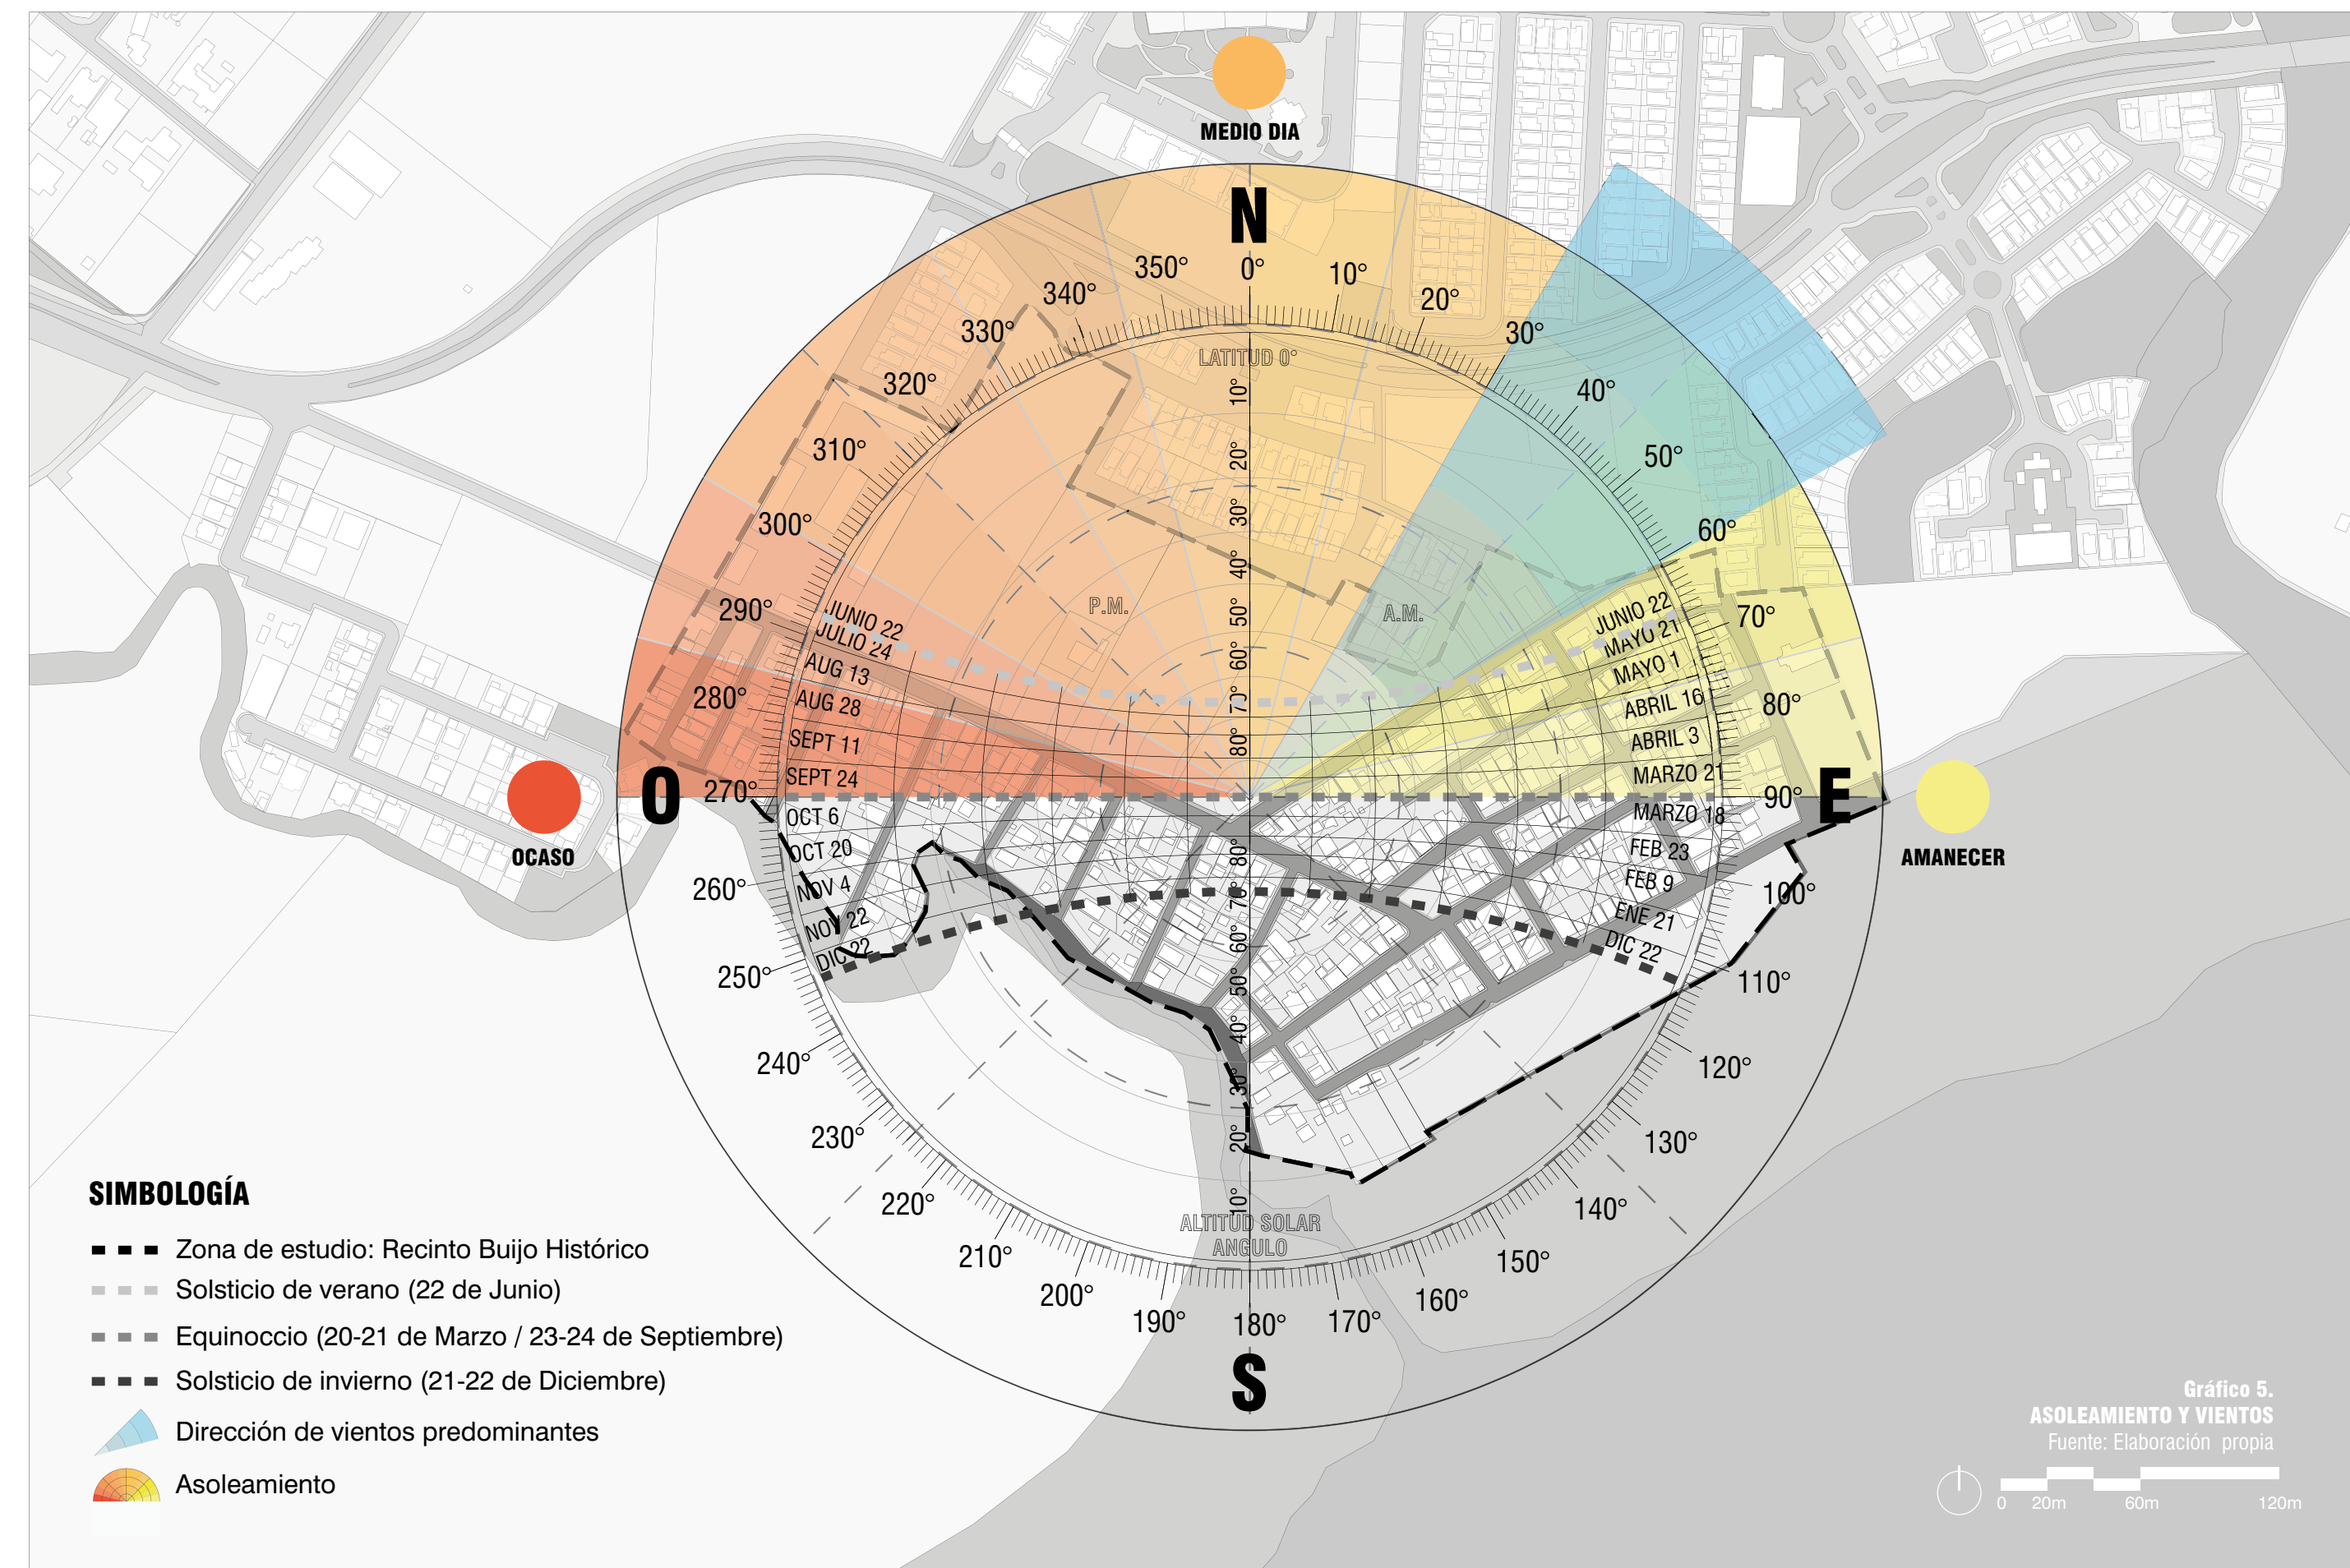 MEDIO DIA
N
350°
0°
10°
340°
20°
330°
30°
LATITUD 0°
320°
40°
10°
310°
50°
20°
300°
30°
60°
40°
290°
JUNIO 22
P.M.
50°
A.M.
JUNIO 22
70°
JULIO 24
MAYO 21
60°
AUG 13
MAYO 1
280°
AUG 28
70°
ABRIL 16
80°
SEPT 11
80°
ABRIL 3
SEPT 24
MARZO 21
O
270°
90°
E
OCT 6
MARZO 18
OCASO
OCT 20
80°
FEB 23
AMANECER
260°
NOV 4
70°
FEB 9
100°
NOV 22
60°
ENE 21
DIC 22
DIC 22
250°
50°
110°
40°
240°
120°
30°
230°
20°
130°
220°
10°
140°
ALTITUD SOLAR
ANGULO
210°
150°
200°
160°
190°
180°
170°
S
SIMBOLOGÍA
Zona de estudio: Recinto Buijo Histórico
Solsticio de verano (22 de Junio)
Equinoccio (20-21 de Marzo / 23-24 de Septiembre)
Solsticio de invierno (21-22 de Diciembre)
Dirección de vientos predominantes
Asoleamiento
Gráfico 5.
ASOLEAMIENTO Y VIENTOS
Fuente: Elaboración propia
0 20m 60m 120m